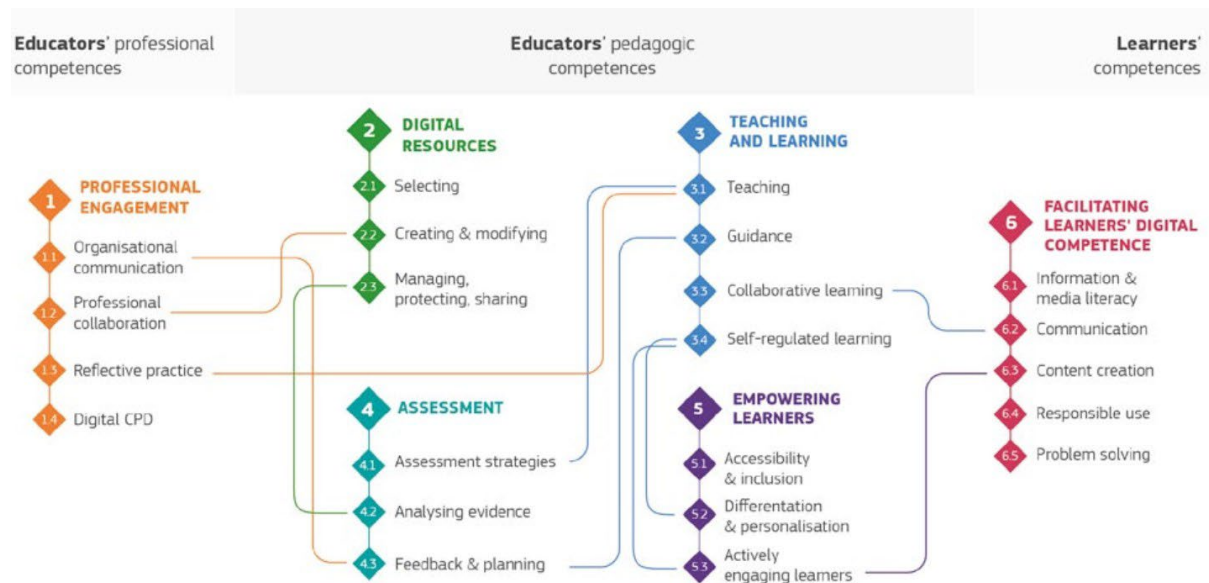 Educators' professional
competences
Educators' pedagogic
competences
Learners'
competences
1
PROFESSIONAL
ENGAGEMENT
1.1
Organisational
communication
1.2
Professional
collaboration
1.3
Reflective practice
1.4
Digital CPD
2
DIGITAL
RESOURCES
2.1
Selecting
2.2
Creating & modifying
2.3
Managing,
protecting, sharing
3
TEACHING
AND LEARNING
3.1
Teaching
3.2
Guidance
3.3
Collaborative learning
3.4
Self-regulated learning
4
ASSESSMENT
4.1
Assessment strategies
4.2
Analysing evidence
4.3
Feedback & planning
5
EMPOWERING
LEARNERS
5.1
Accessibility
& inclusion
5.2
Differentation
& personalisation
5.3
Actively
engaging learners
6
FACILITATING
LEARNERS' DIGITAL
COMPETENCE
6.1
Information &
media literacy
6.2
Communication
6.3
Content creation
6.4
Responsible use
6.5
Problem solving